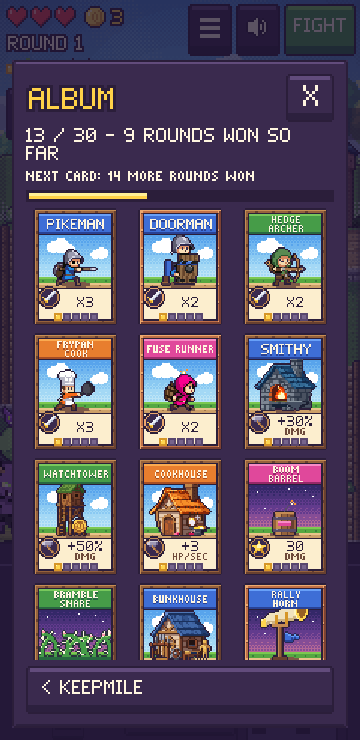 3
ROUND 1
FIGHT
ALBUM
X
13 / 30 - 9 ROUNDS WON SO
FAR
NEXT CARD: 14 MORE ROUNDS WON
PIKEMAN
X3
DOORMAN
X2
HEDGE
ARCHER
X2
FRYPAN
COOK
X3
FUSE RUNNER
X2
SMITHY
+30%
DMG
WATCHTOWER
+50%
DMG
COOKHOUSE
+3
HP/SEC
BOOM
BARREL
30
DMG
BRAMBLE
SNARE
BUNKHOUSE
RALLY
HORN
< KEEPMILE